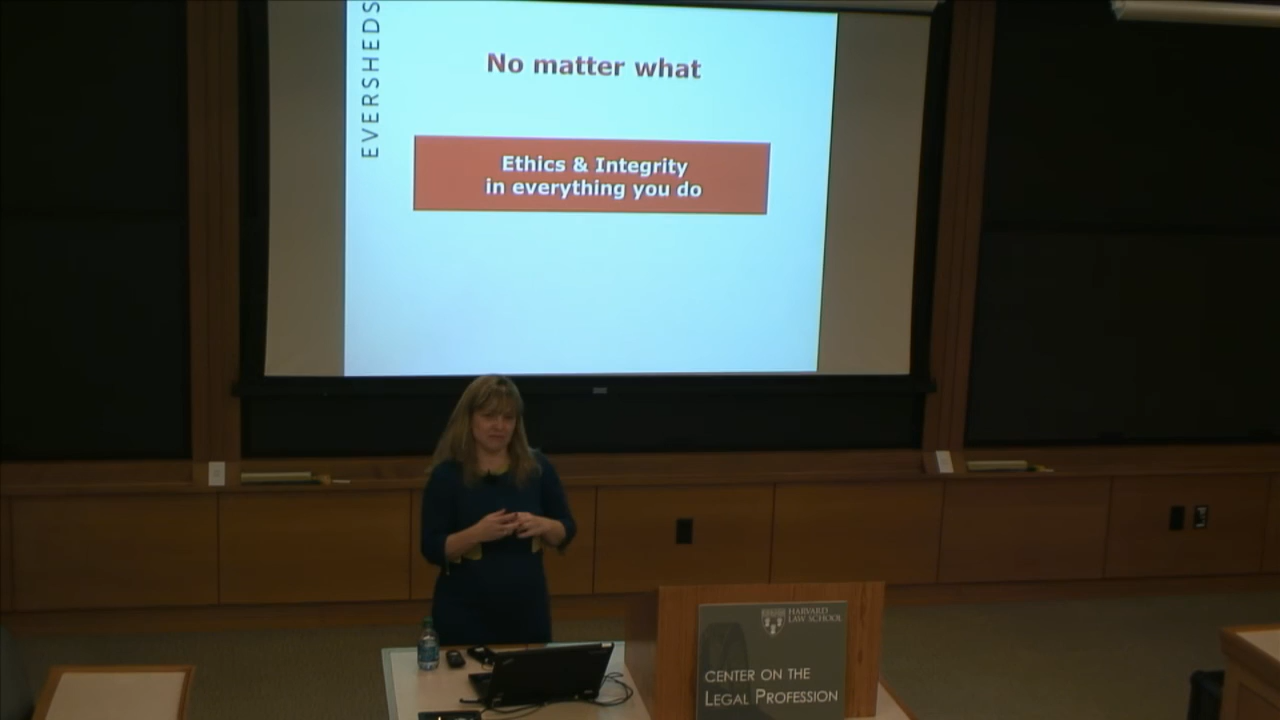 EVERSHEDS
No matter what
Ethics & Integrity
in everything you do
HARVARD
LAW SCHOOL
CENTER ON THE
LEGAL PROFESSION